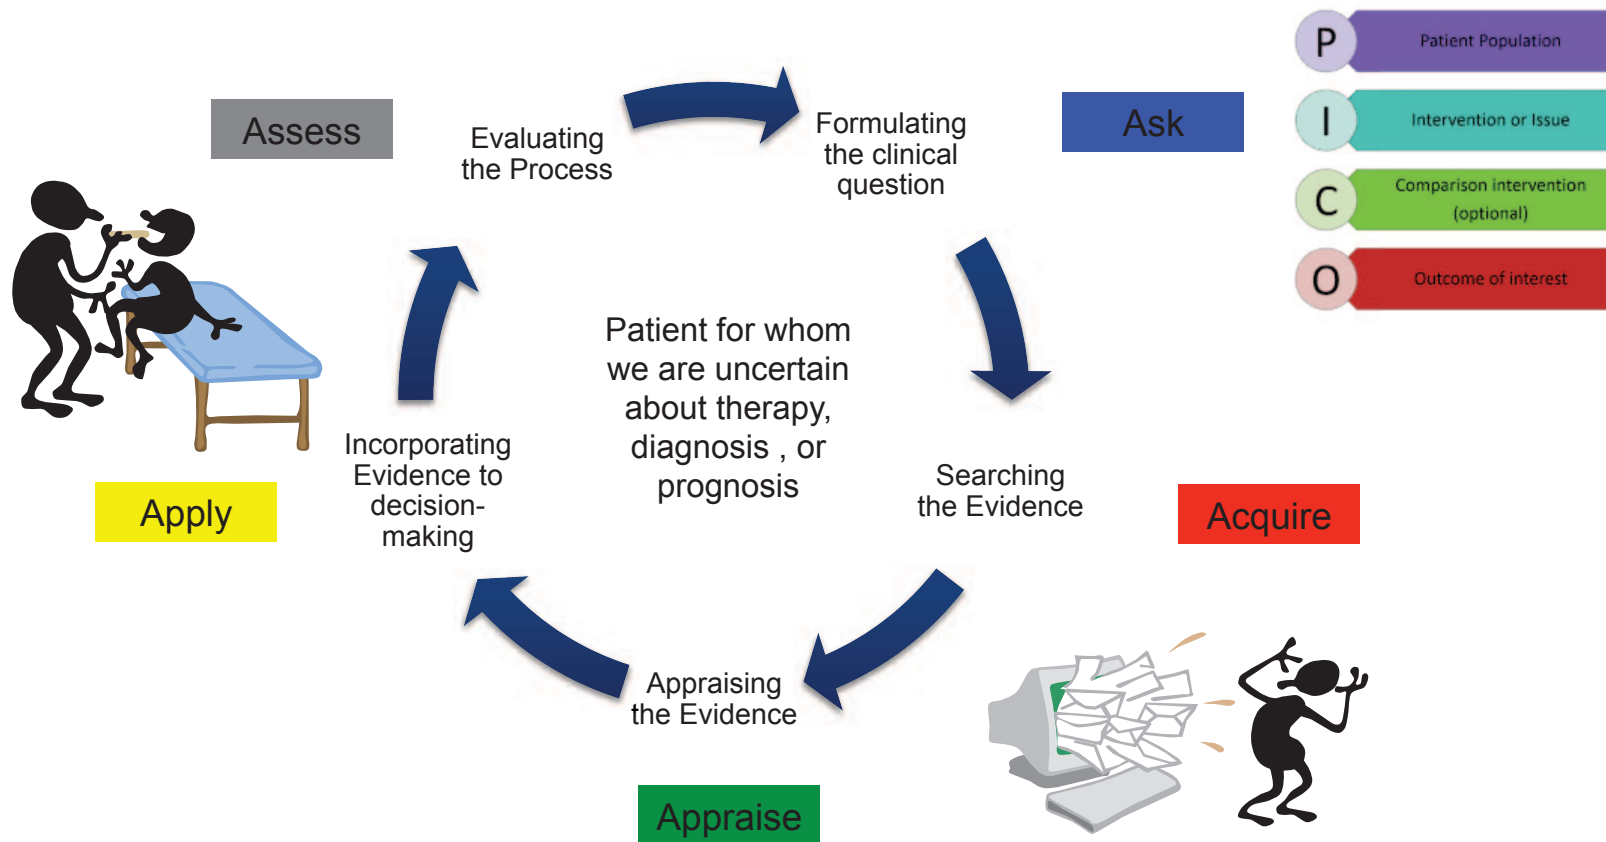 Assess
Evaluating
the Process
Formulating
the clinical
question
Ask
P
Patient Population
I
Intervention or Issue
C
Comparison intervention
(optional)
O
Outcome of interest
Patient for whom
we are uncertain
about therapy,
diagnosis , or
prognosis
Searching
the Evidence
Acquire
Appraising
the Evidence
Appraise
Incorporating
Evidence to
decision-
making
Apply